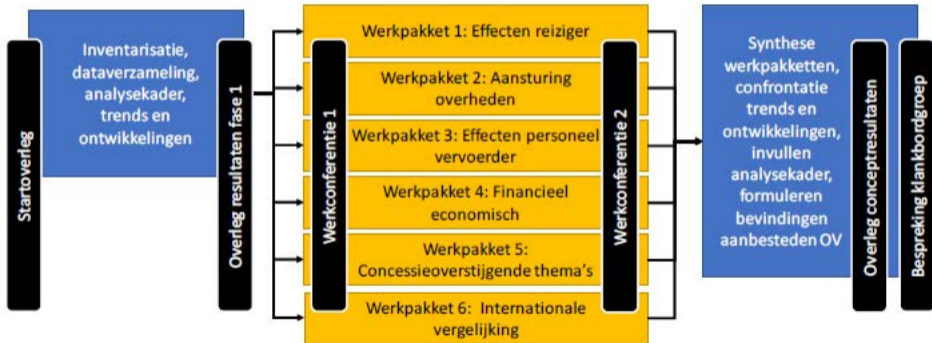 Startoverleg
Inventarisatie,
dataverzameling,
analysekader,
trends en
ontwikkelingen
Overleg resultaten fase 1
Werkconferentie 1
Werkpakket 1: Effecten reiziger
Werkpakket 2: Aansturing
overheden
Werkpakket 3: Effecten personeel
vervoerder
Werkpakket 4: Financieel
economisch
Werkpakket 5:
Concessieoverstijgende thema's
Werkpakket 6: Internationale
vergelijking
Werkconferentie 2
Synthese
werkpakketten,
confrontatie
trends en
ontwikkelingen,
invullen
analysekader,
formuleren
bevindingen
aanbesteden OV
Overleg conceptresultaten
Bespreking klankbordgroep